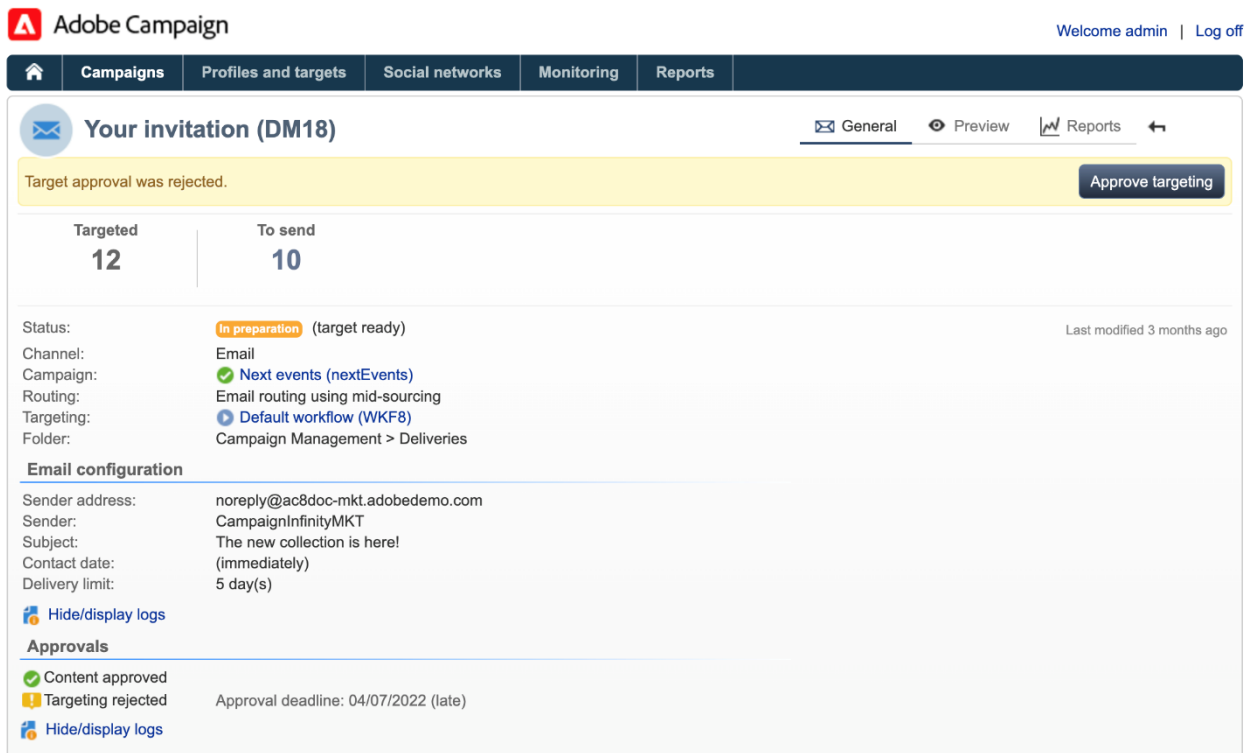 Adobe Campaign
Welcome admin | Log off
Campaigns Profiles and targets Social networks Monitoring Reports
Your invitation (DM18) General Preview Reports
Target approval was rejected. Approve targeting
Targeted To send
12 10
Status: In preparation (target ready) Last modified 3 months ago
Channel: Email
Campaign: Next events (nextEvents)
Routing: Email routing using mid-sourcing
Targeting: Default workflow (WKF8)
Folder: Campaign Management > Deliveries
Email configuration
Sender address: noreply@ac8doc-mkt.adobedemo.com
Sender: CampaignInfinityMKT
Subject: The new collection is here!
Contact date: (immediately)
Delivery limit: 5 day(s)
Hide/display logs
Approvals
Content approved
Targeting rejected Approval deadline: 04/07/2022 (late)
Hide/display logs